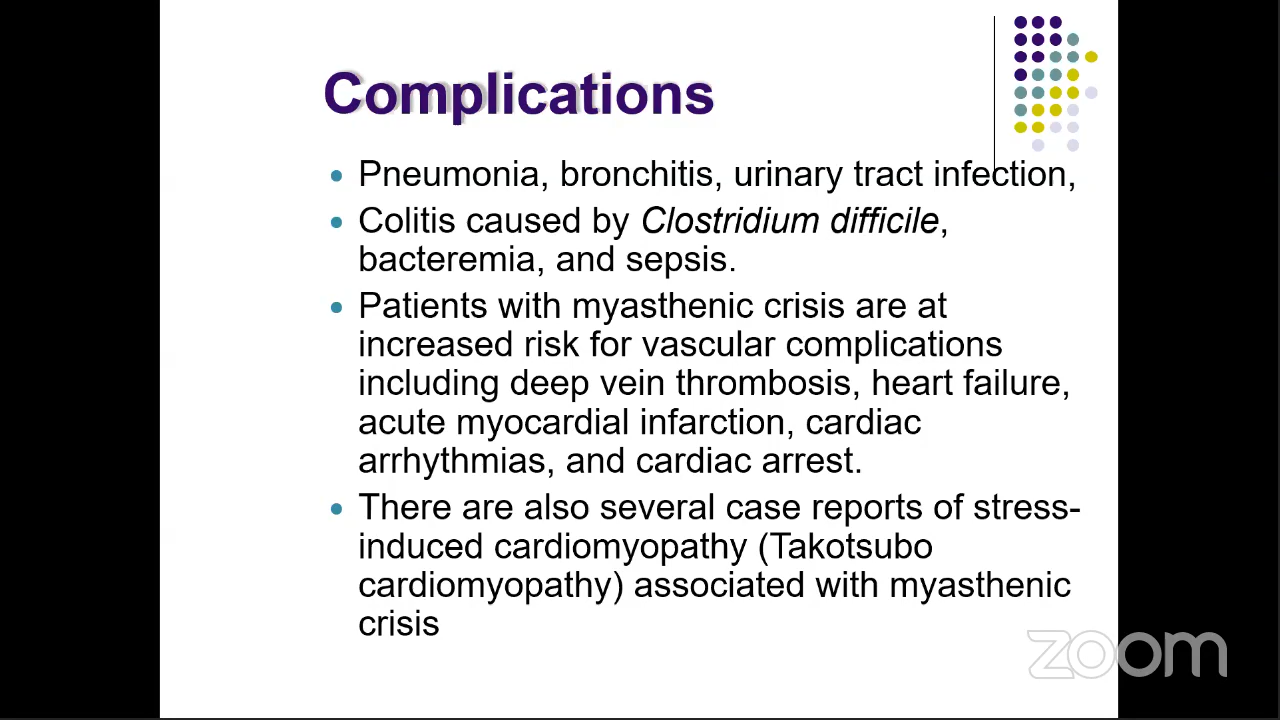 Complications
Pneumonia, bronchitis, urinary tract infection,
Colitis caused by Clostridium difficile,
bacteremia, and sepsis.
Patients with myasthenic crisis are at
increased risk for vascular complications
including deep vein thrombosis, heart failure,
acute myocardial infarction, cardiac
arrhythmias, and cardiac arrest.
There are also several case reports of stress-
induced cardiomyopathy (Takotsubo
cardiomyopathy) associated with myasthenic
crisis
zoom